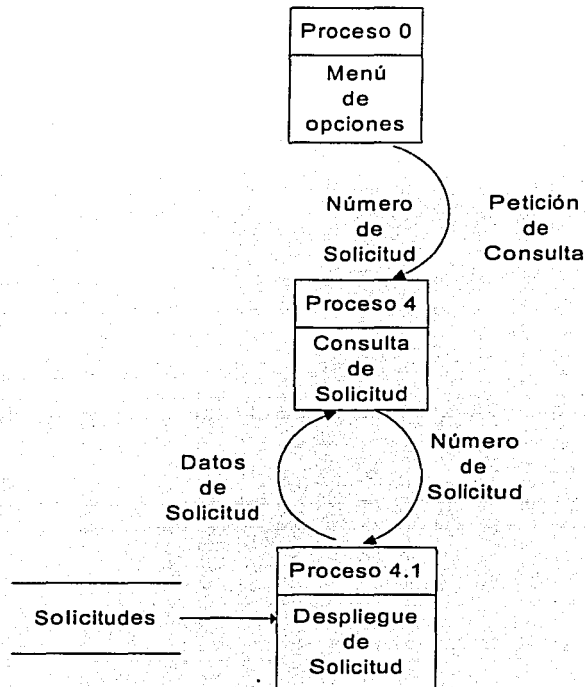 Proceso 0
Menú
de
opciones
Número
de
Solicitud
Petición
de
Consulta
Proceso 4
Consulta
de
Solicitud
Datos
de
Solicitud
Número
de
Solicitud
Proceso 4.1
Despliegue
de
Solicitud
Solicitudes